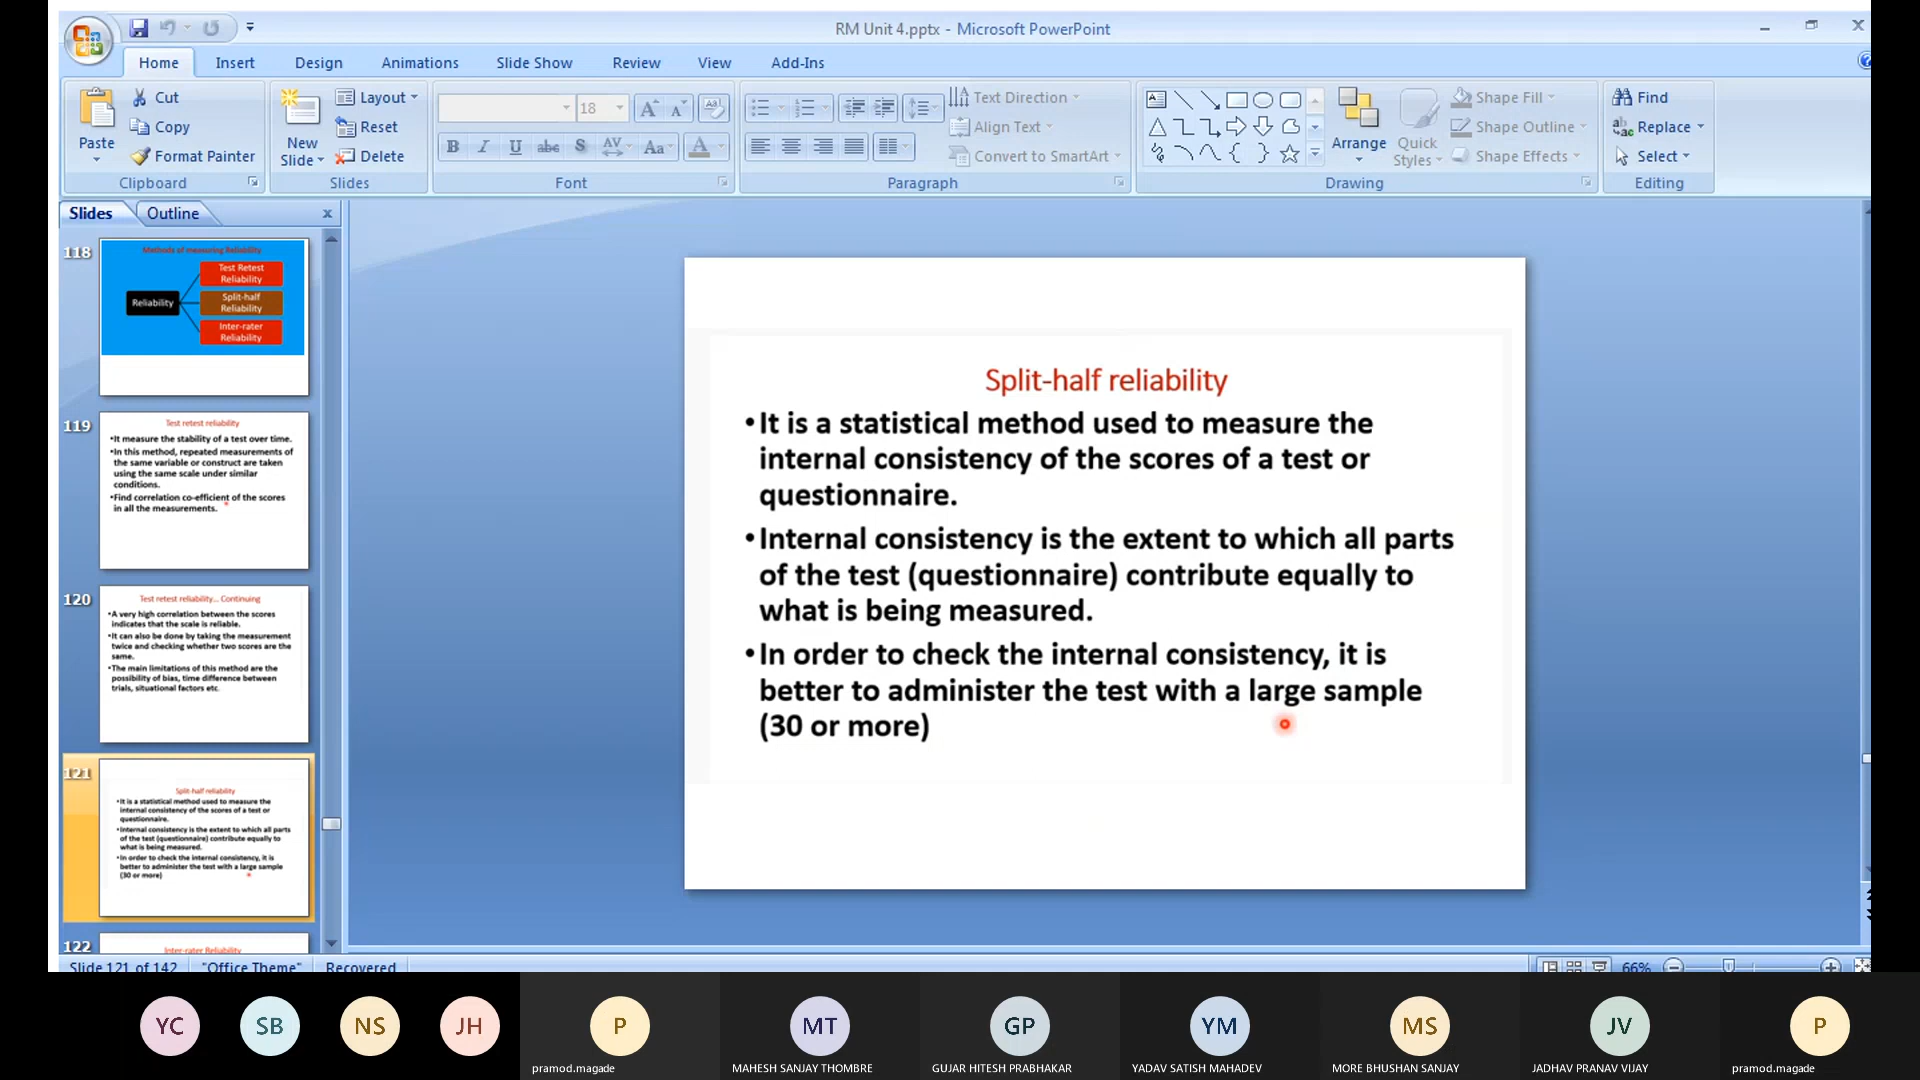 RM Unit 4.pptx - Microsoft PowerPoint
Home
Insert
Design
Animations
Slide Show
Review
View
Add-Ins
Paste
Cut
Copy
Format Painter
Clipboard
New
Slide
Layout
Reset
Delete
Slides
18
B I U abc S AV Aa A
Font
Text Direction
Align Text
Convert to SmartArt
Paragraph
Arrange
Quick
Styles
Shape Fill
Shape Outline
Shape Effects
Drawing
Find
Replace
Select
Editing
Slides
Outline
118
Methods of measuring Reliability
Reliability
Test Retest
Reliability
Split-half
Reliability
Inter-rater
Reliability
119
Test retest reliability
•It measure the stability of a test over time.
•In this method, repeated measurements of
the same variable or construct are taken
using the same scale under similar
conditions.
•Find correlation co-efficient of the scores
in all the measurements.
120
Test retest reliability... Continuing
•A very high correlation between the scores
indicates that the scale is reliable.
•It can also be done by taking the measurement
twice and checking whether two scores are the
same.
•The main limitations of this method are the
possibility of bias, time difference between
trials, situational factors etc.
121
Split-half reliability
•It is a statistical method used to measure the
internal consistency of the scores of a test or
questionnaire.
•Internal consistency is the extent to which all parts
of the test (questionnaire) contribute equally to
what is being measured.
•In order to check the internal consistency, it is
better to administer the test with a large sample
(30 or more)
122
Inter-rater Reliability
Split-half reliability
•It is a statistical method used to measure the
internal consistency of the scores of a test or
questionnaire.
•Internal consistency is the extent to which all parts
of the test (questionnaire) contribute equally to
what is being measured.
•In order to check the internal consistency, it is
better to administer the test with a large sample
(30 or more)
Slide 121 of 142
"Office Theme"
Recovered
66%
YC
SB
NS
JH
P
pramod.magade
MT
MAHESH SANJAY THOMBRE
GP
GUJAR HITESH PRABHAKAR
YM
YADAV SATISH MAHADEV
MS
MORE BHUSHAN SANJAY
JV
JADHAV PRANAV VIJAY
P
pramod.magade